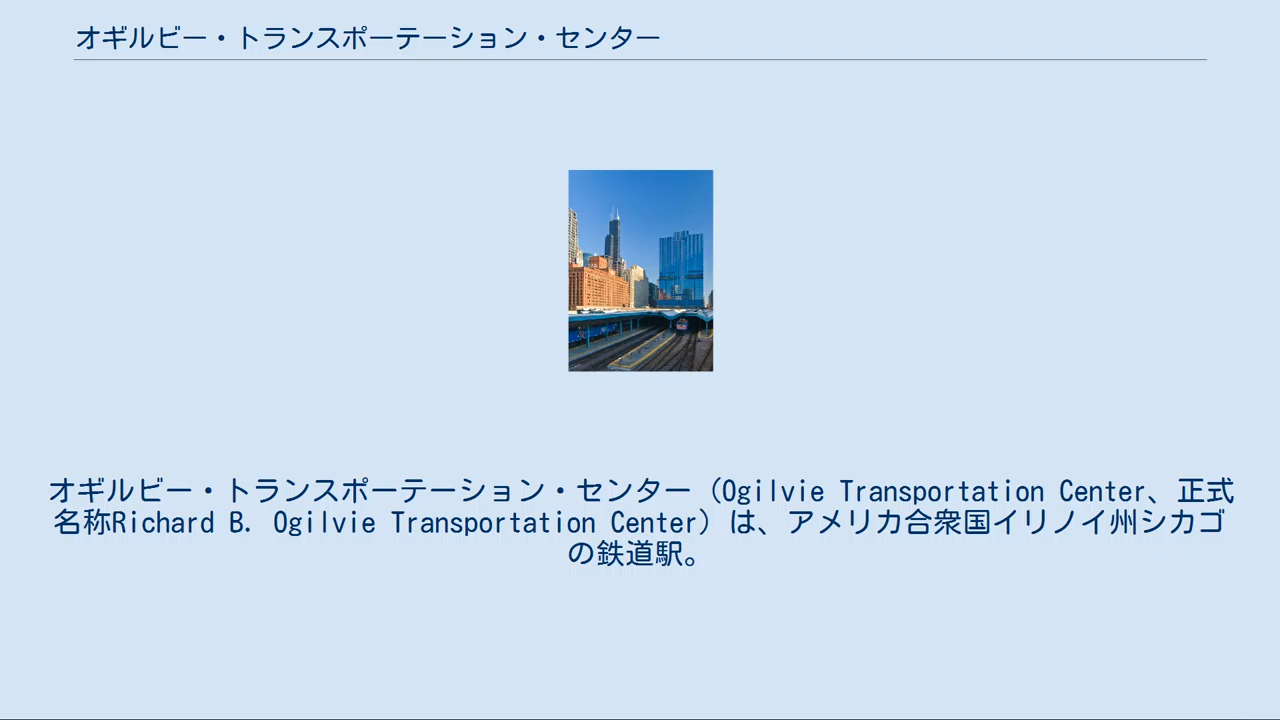 オギルビー・トランスポーテーション・センター
オギルビー・トランスポーテーション・センター（Ogilvie Transportation Center、正式
名称Richard B. Ogilvie Transportation Center）は、アメリカ合衆国イリノイ州シカゴ
の鉄道駅。